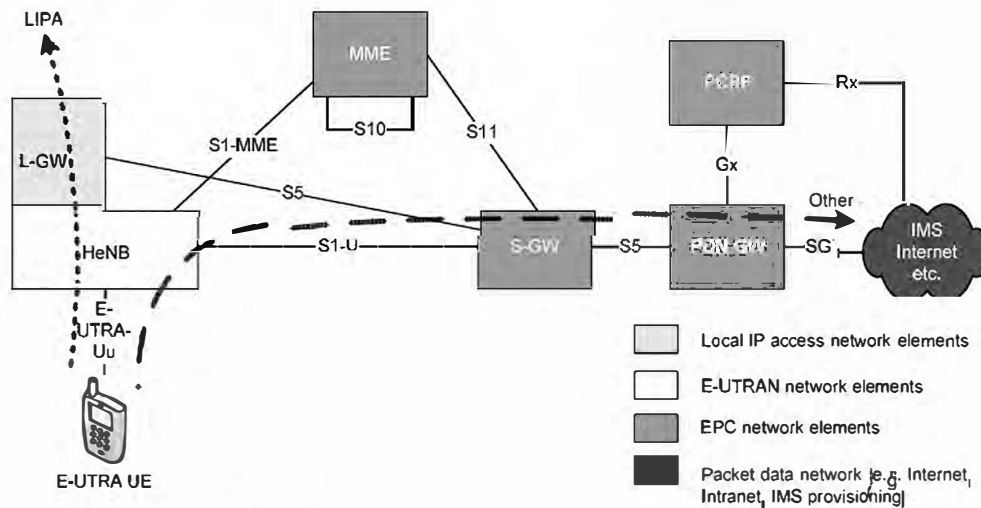 LIPA
MME
PCRF
Rx
S10
S1-MME
S11
L-GW
Gx
S5
Other
HeNB
S1-U
S-GW
S5
PDN GW
SG
IMS
Internet
etc.
E-
UTRA-
Uu
Local IP access network elements
E-UTRAN network elements
EPC network elements
E-UTRA UE
Packet data network (e.g. Internet,
Intranet, IMS provisioning)